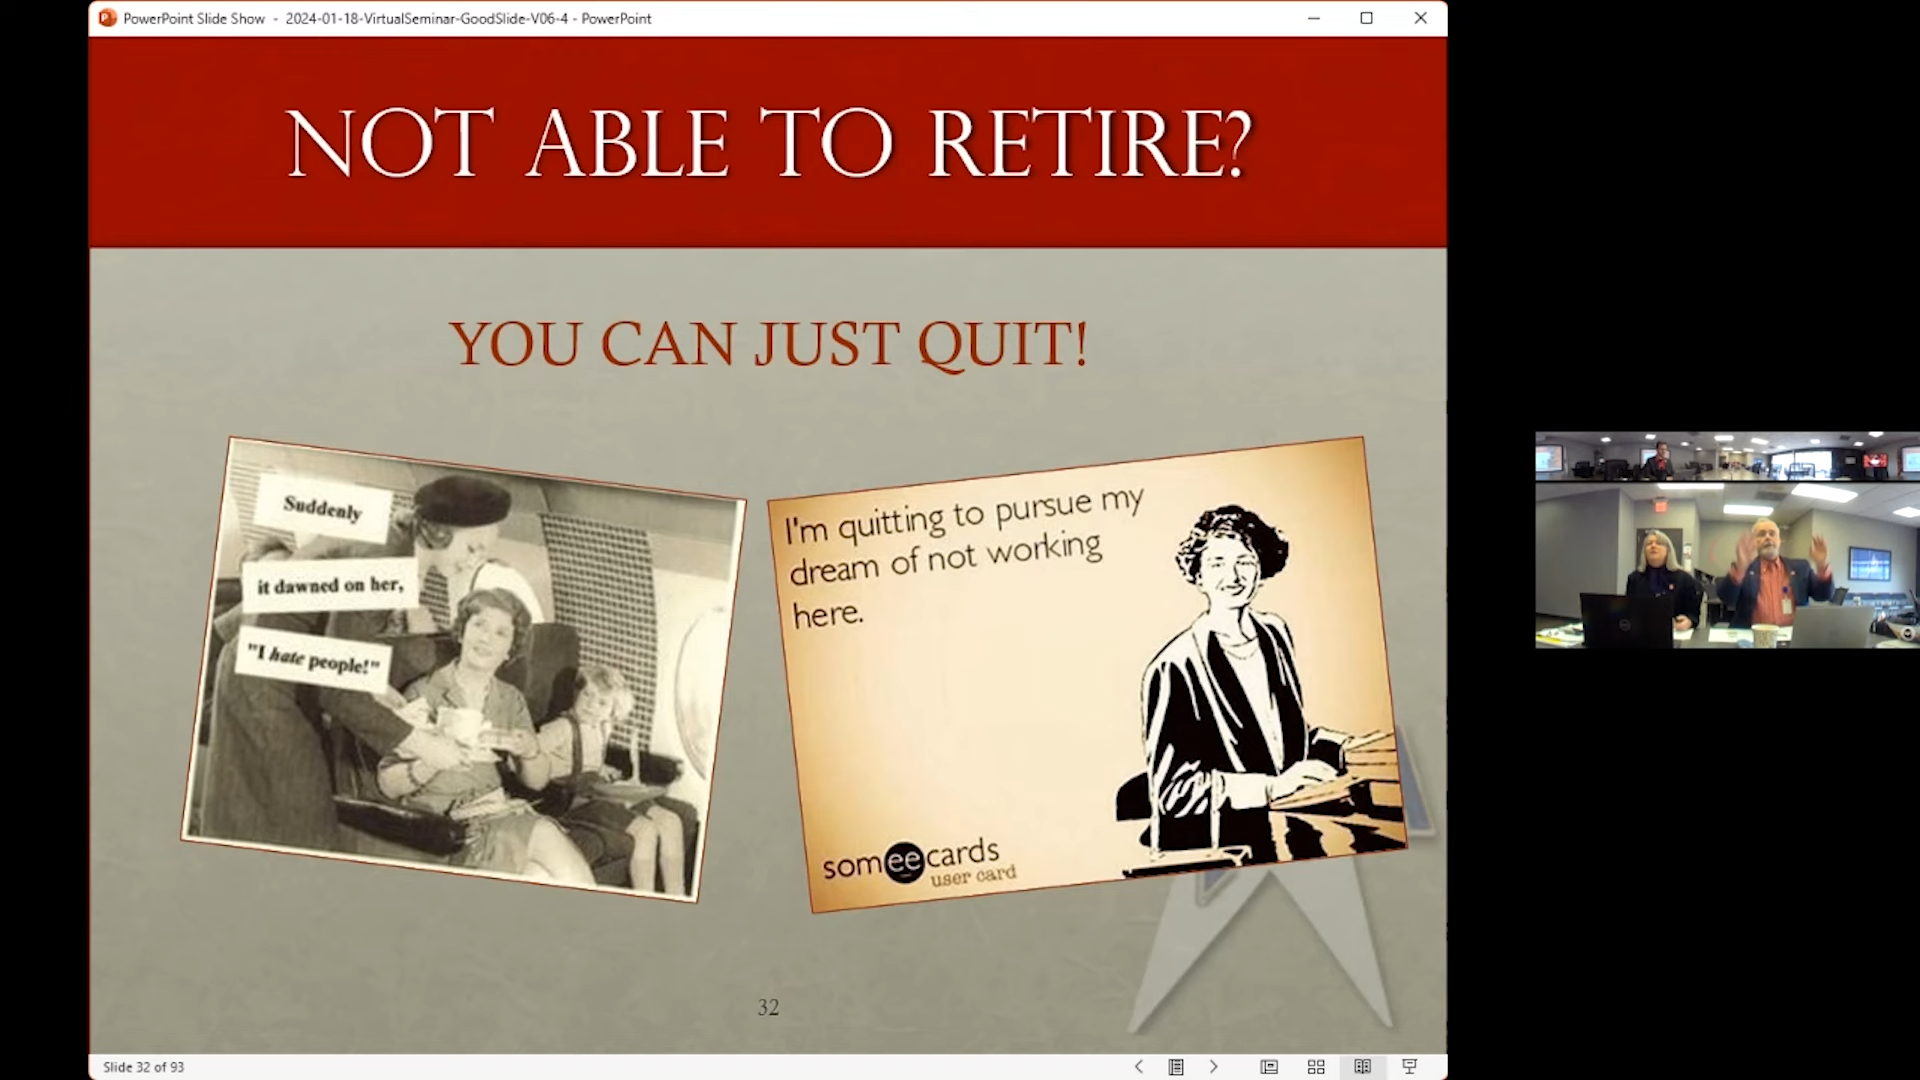 PowerPoint Slide Show - 2024-01-18-VirtualSeminar-GoodSlide-V06-4 - PowerPoint
NOT ABLE TO RETIRE?
YOU CAN JUST QUIT!
Suddenly
it dawned on her,
"I hate people!"
I'm quitting to pursue my
dream of not working
here.
someecards
user card
32
Slide 32 of 93